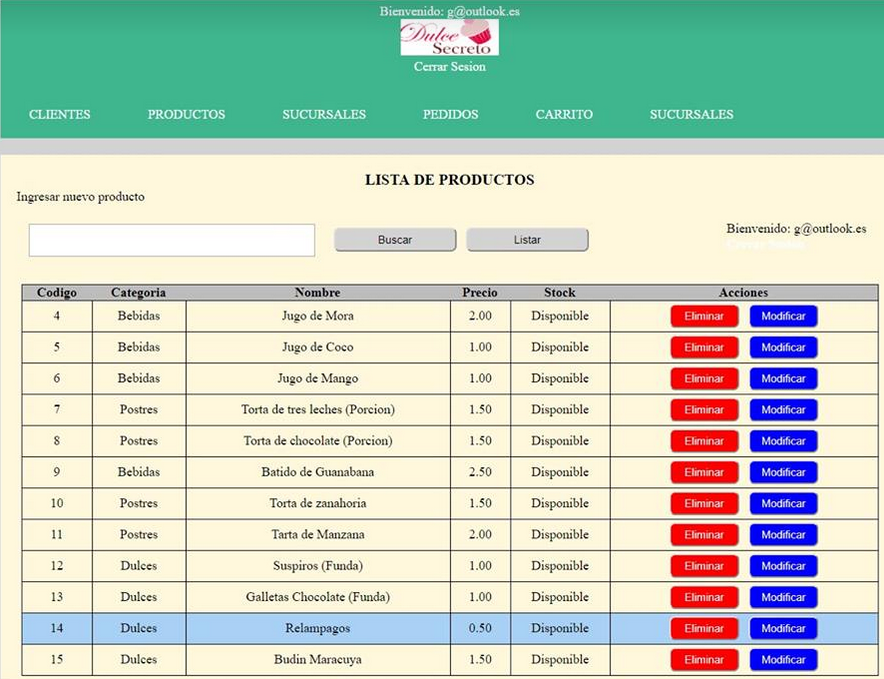 Bienvenido: g@outlook.es
Dulce
Secreto
Cerrar Sesion
CLIENTES PRODUCTOS SUCURSALES PEDIDOS CARRITO SUCURSALES
LISTA DE PRODUCTOS
Ingresar nuevo producto
Buscar Listar
Bienvenido: g@outlook.es
Cerrar Sesion
Codigo Categoria Nombre Precio Stock Acciones
4 Bebidas Jugo de Mora 2.00 Disponible Eliminar Modificar
5 Bebidas Jugo de Coco 1.00 Disponible Eliminar Modificar
6 Bebidas Jugo de Mango 1.00 Disponible Eliminar Modificar
7 Postres Torta de tres leches (Porcion) 1.50 Disponible Eliminar Modificar
8 Postres Torta de chocolate (Porcion) 1.50 Disponible Eliminar Modificar
9 Bebidas Batido de Guanabana 2.50 Disponible Eliminar Modificar
10 Postres Torta de zanahoria 1.50 Disponible Eliminar Modificar
11 Postres Tarta de Manzana 2.00 Disponible Eliminar Modificar
12 Dulces Suspiros (Funda) 1.00 Disponible Eliminar Modificar
13 Dulces Galletas Chocolate (Funda) 1.00 Disponible Eliminar Modificar
14 Dulces Relampagos 0.50 Disponible Eliminar Modificar
15 Dulces Budin Maracuya 1.50 Disponible Eliminar Modificar